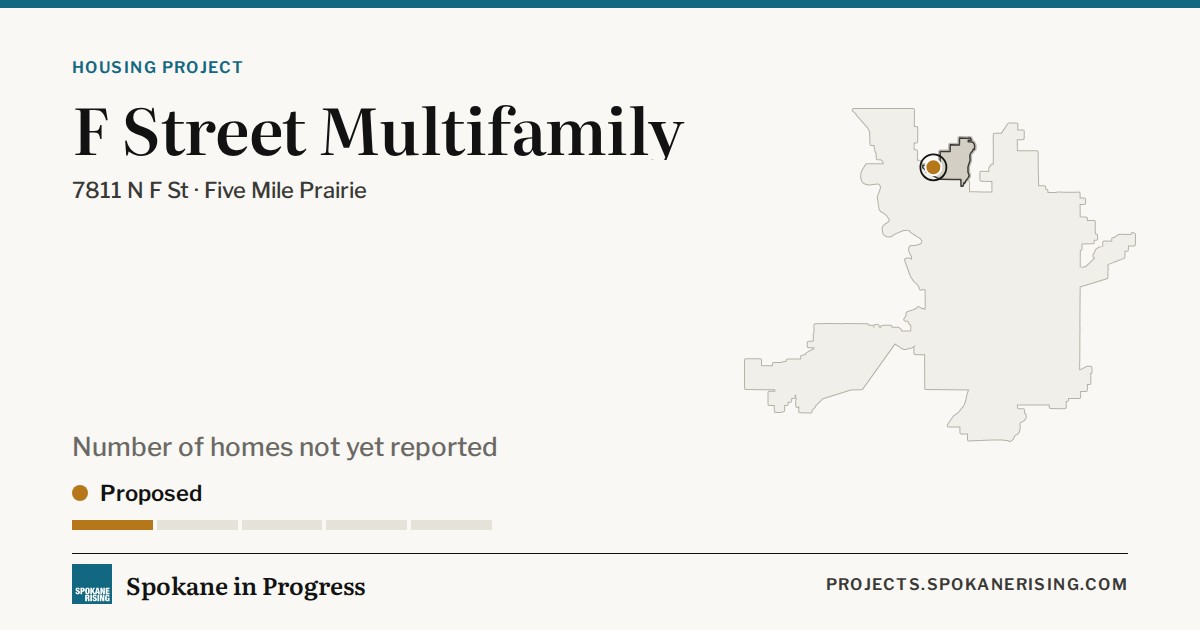 HOUSING PROJECT
F Street Multifamily
7811 N F St · Five Mile Prairie
Number of homes not yet reported
Proposed
SPOKANE
RISING
Spokane in Progress
PROJECTS.SPOKANERISING.COM